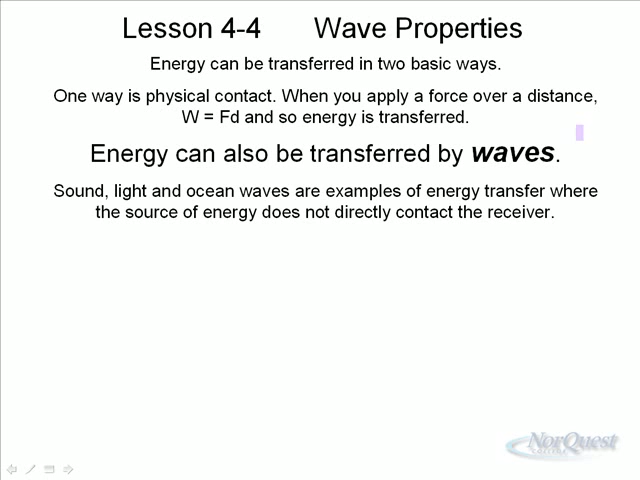 Lesson 4-4 Wave Properties
Energy can be transferred in two basic ways.
One way is physical contact. When you apply a force over a distance,
W = Fd and so energy is transferred.
Energy can also be transferred by waves.
Sound, light and ocean waves are examples of energy transfer where
the source of energy does not directly contact the receiver.
NorQuest
COLLEGE